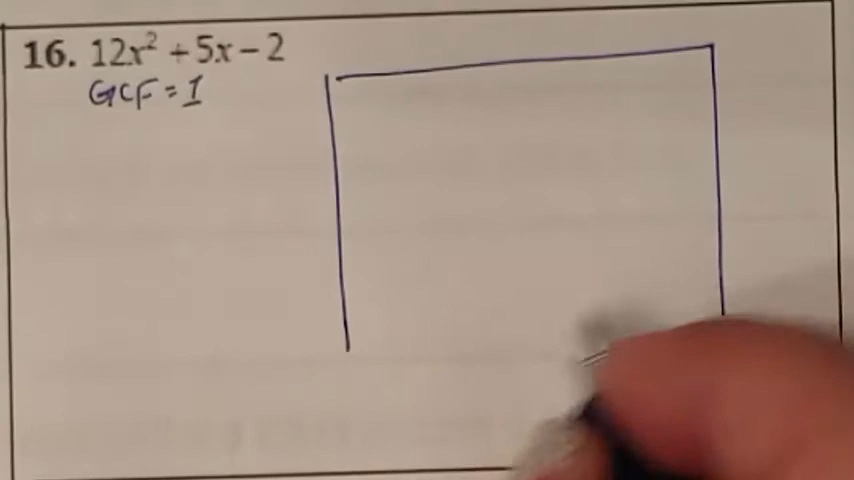 16. 12x² + 5x − 2
GCF = 1